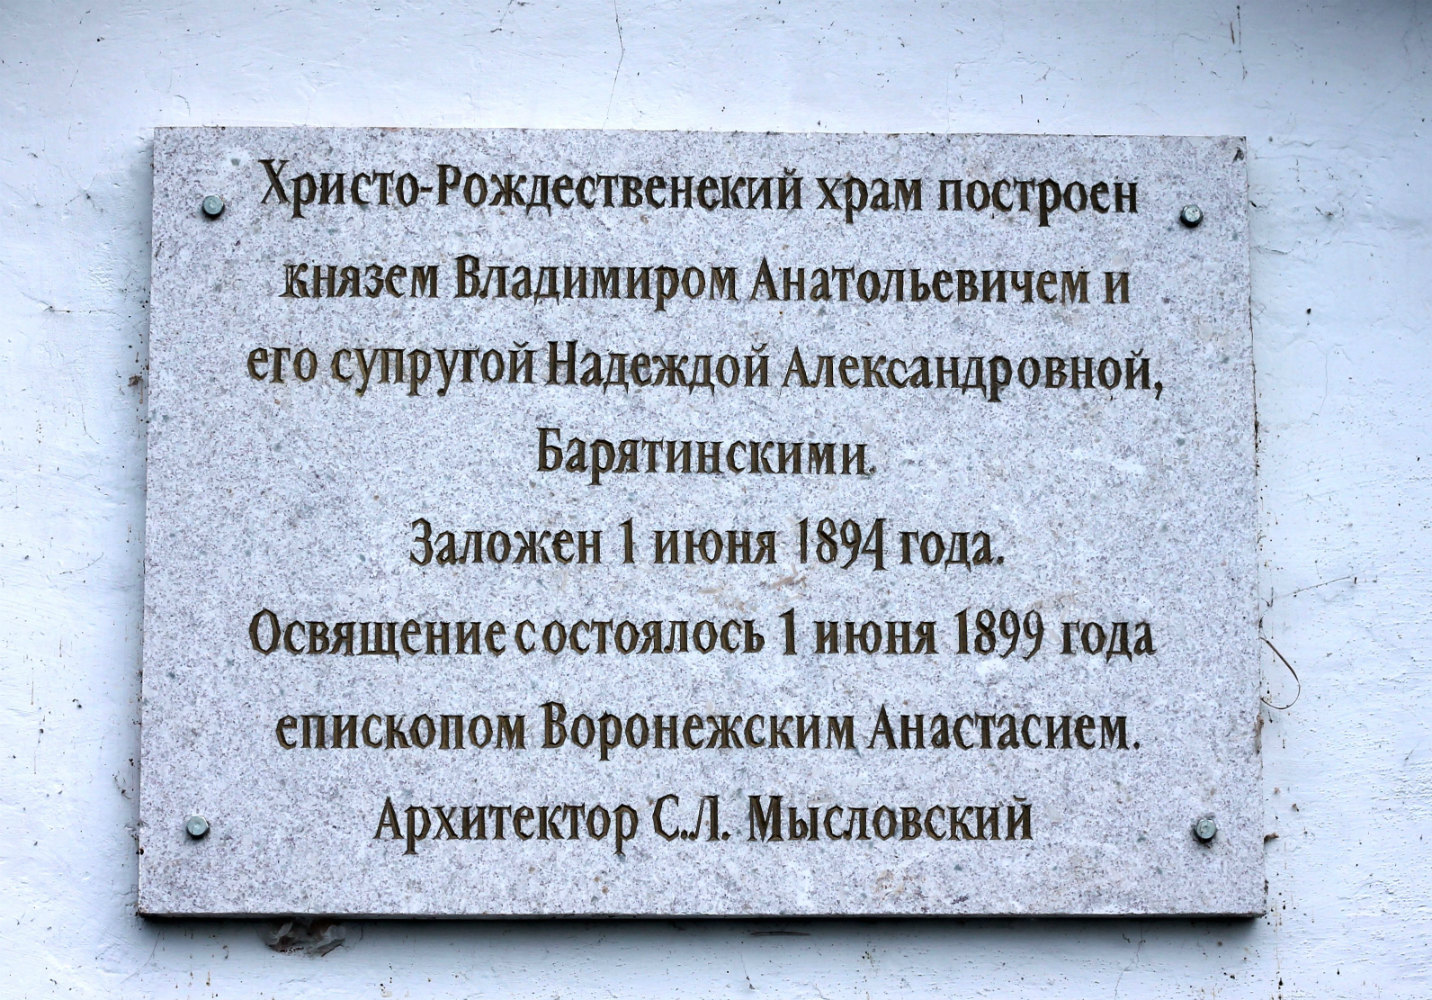 Христо-Рождественекий храм построен
князем Владимиром Анатольевичем и
его супругой Надеждой Александровной,
Барятинскими.
Заложен 1 июня 1894 года.
Освящение состоялось 1 июня 1899 года
епископом Воронежским Анастасием.
Архитектор С.Л. Мысловский